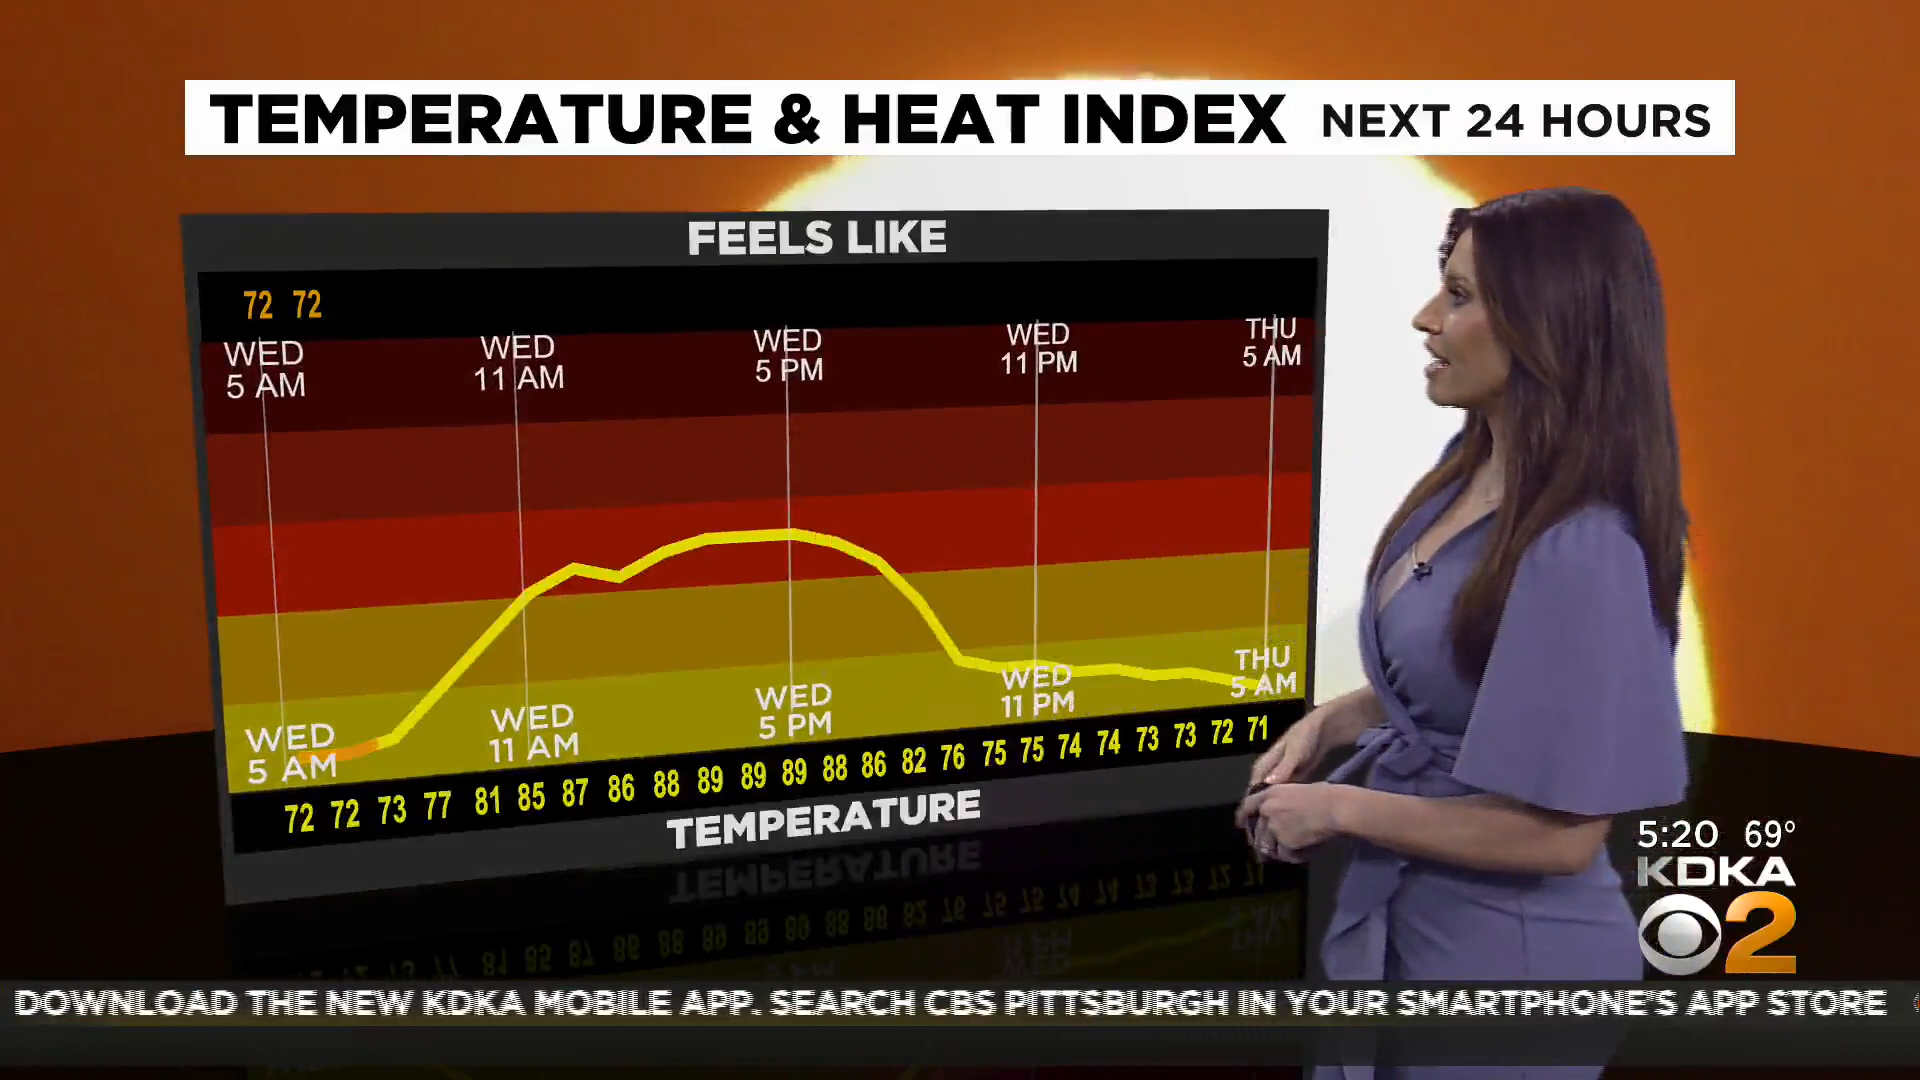 TEMPERATURE & HEAT INDEX NEXT 24 HOURS
FEELS LIKE
72 72
WED
5 AM
WED
11 AM
WED
5 PM
WED
11 PM
THU
5 AM
WED
5 AM
WED
11 AM
WED
5 PM
WED
11 PM
THU
5 AM
72 72 73 77 81 85 87 86 88 89 89 89 88 86 82 76 75 75 74 74 73 73 72 71
TEMPERATURE
5:20 69°
KDKA
2
DOWNLOAD THE NEW KDKA MOBILE APP. SEARCH CBS PITTSBURGH IN YOUR SMARTPHONE'S APP STORE